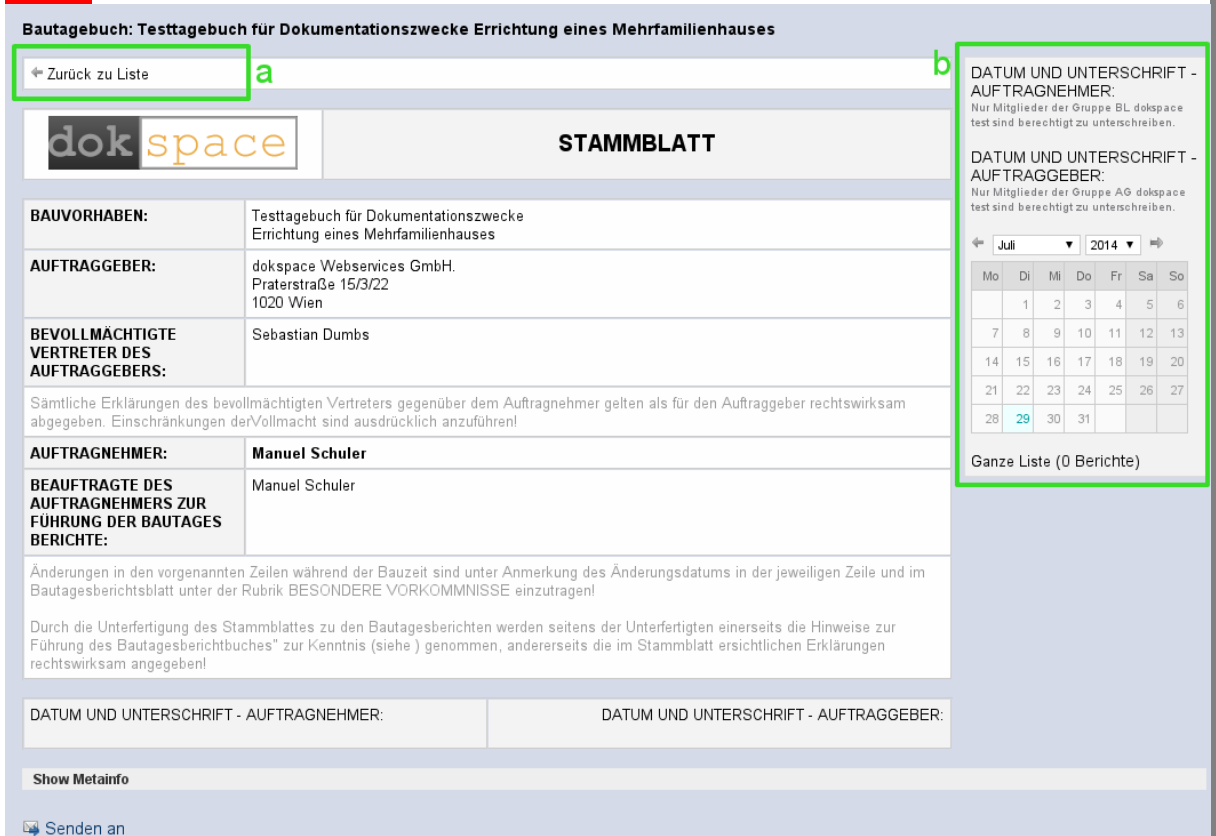 Bautagebuch: Testtagebuch für Dokumentationszwecke Errichtung eines Mehrfamilienhauses
Zurück zu Liste
a
dokspace
STAMMBLATT
BAUVORHABEN:
Testtagebuch für Dokumentationszwecke
Errichtung eines Mehrfamilienhauses
AUFTRAGGEBER:
dokspace Webservices GmbH.
Praterstraße 15/3/22
1020 Wien
BEVOLLMÄCHTIGTE
VERTRETER DES
AUFTRAGGEBERS:
Sebastian Dumbs
Sämtliche Erklärungen des bevollmächtigten Vertreters gegenüber dem Auftragnehmer gelten als für den Auftraggeber rechtswirksam
abgegeben. Einschränkungen derVollmacht sind ausdrücklich anzuführen!
AUFTRAGNEHMER:
Manuel Schuler
BEAUFTRAGTE DES
AUFTRAGNEHMERS ZUR
FÜHRUNG DER BAUTAGES
BERICHTE:
Manuel Schuler
Änderungen in den vorgenannten Zeilen während der Bauzeit sind unter Anmerkung des Änderungsdatums in der jeweiligen Zeile und im
Bautagesberichtsblatt unter der Rubrik BESONDERE VORKOMMNISSE einzutragen!
Durch die Unterfertigung des Stammblattes zu den Bautagesberichten werden seitens der Unterfertigten einerseits die Hinweise zur
Führung des Bautagesberichtbuches" zur Kenntnis (siehe ) genommen, andererseits die im Stammblatt ersichtlichen Erklärungen
rechtswirksam angegeben!
DATUM UND UNTERSCHRIFT - AUFTRAGNEHMER:
DATUM UND UNTERSCHRIFT - AUFTRAGGEBER:
b
DATUM UND UNTERSCHRIFT -
AUFTRAGNEHMER:
Nur Mitglieder der Gruppe BL dokspace
test sind berechtigt zu unterschreiben.
DATUM UND UNTERSCHRIFT -
AUFTRAGGEBER:
Nur Mitglieder der Gruppe AG dokspace
test sind berechtigt zu unterschreiben.
Juli 2014
Mo Di Mi Do Fr Sa So
1 2 3 4 5 6
7 8 9 10 11 12 13
14 15 16 17 18 19 20
21 22 23 24 25 26 27
28 29 30 31
Ganze Liste (0 Berichte)
Show Metainfo
Senden an